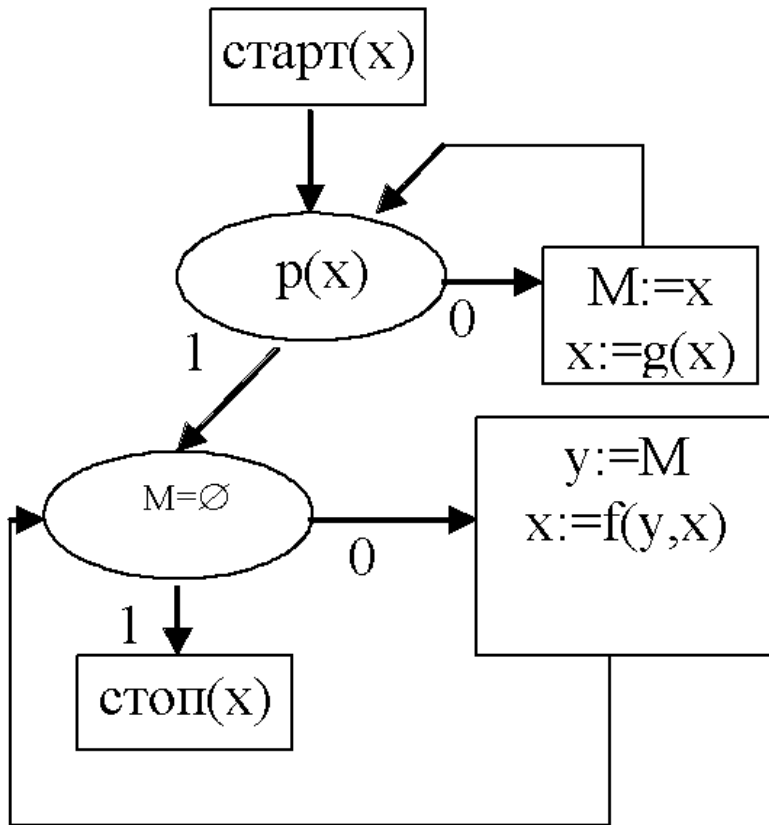 старт(x)
p(x)
0
M:=x
x:=g(x)
1
M=∅
0
y:=M
x:=f(y,x)
1
стоп(x)